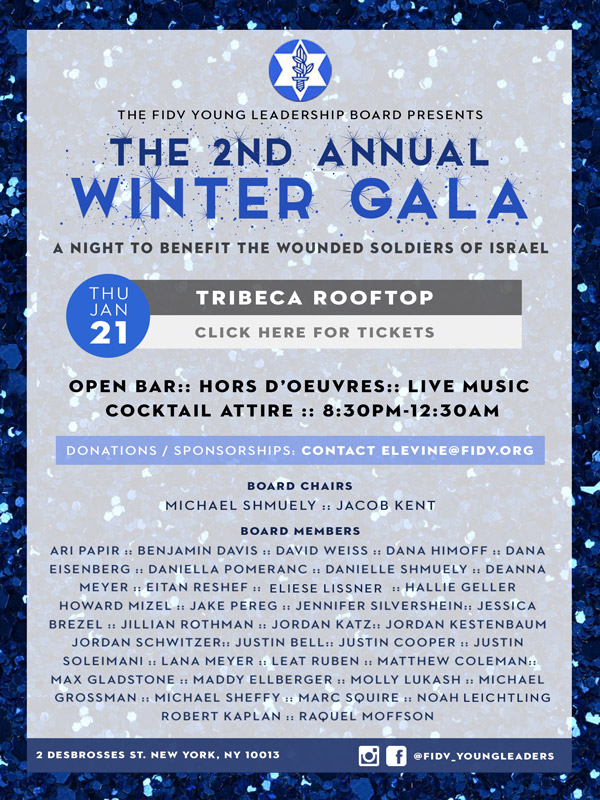 THE FIDV YOUNG LEADERSHIP BOARD PRESENTS
THE 2ND ANNUAL
WINTER GALA
A NIGHT TO BENEFIT THE WOUNDED SOLDIERS OF ISRAEL
THU
JAN
21
TRIBECA ROOFTOP
CLICK HERE FOR TICKETS
OPEN BAR:: HORS D'OEUVRES:: LIVE MUSIC
COCKTAIL ATTIRE :: 8:30PM-12:30AM
DONATIONS / SPONSORSHIPS: CONTACT ELEVINE@FIDV.ORG
BOARD CHAIRS
MICHAEL SHMUELY :: JACOB KENT
BOARD MEMBERS
ARI PAPIR :: BENJAMIN DAVIS :: DAVID WEISS :: DANA HIMOFF :: DANA
EISENBERG :: DANIELLA POMERANC :: DANIELLE SHMUELY :: DEANNA
MEYER :: EITAN RESHEF :: ELIESE LISSNER :: HALLIE GELLER
HOWARD MIZEL :: JAKE PEREG :: JENNIFER SILVERSHEIN:: JESSICA
BREZEL :: JILLIAN ROTHMAN :: JORDAN KATZ:: JORDAN KESTENBAUM
JORDAN SCHWITZER:: JUSTIN BELL:: JUSTIN COOPER :: JUSTIN
SOLEIMANI :: LANA MEYER :: LEAT RUBEN :: MATTHEW COLEMAN::
MAX GLADSTONE :: MADDY ELLBERGER :: MOLLY LUKASH :: MICHAEL
GROSSMAN :: MICHAEL SHEFFY :: MARC SQUIRE :: NOAH LEICHTLING
ROBERT KAPLAN :: RAQUEL MOFFSON
2 DESBROSSES ST. NEW YORK, NY 10013
@FIDV_YOUNGLEADERS